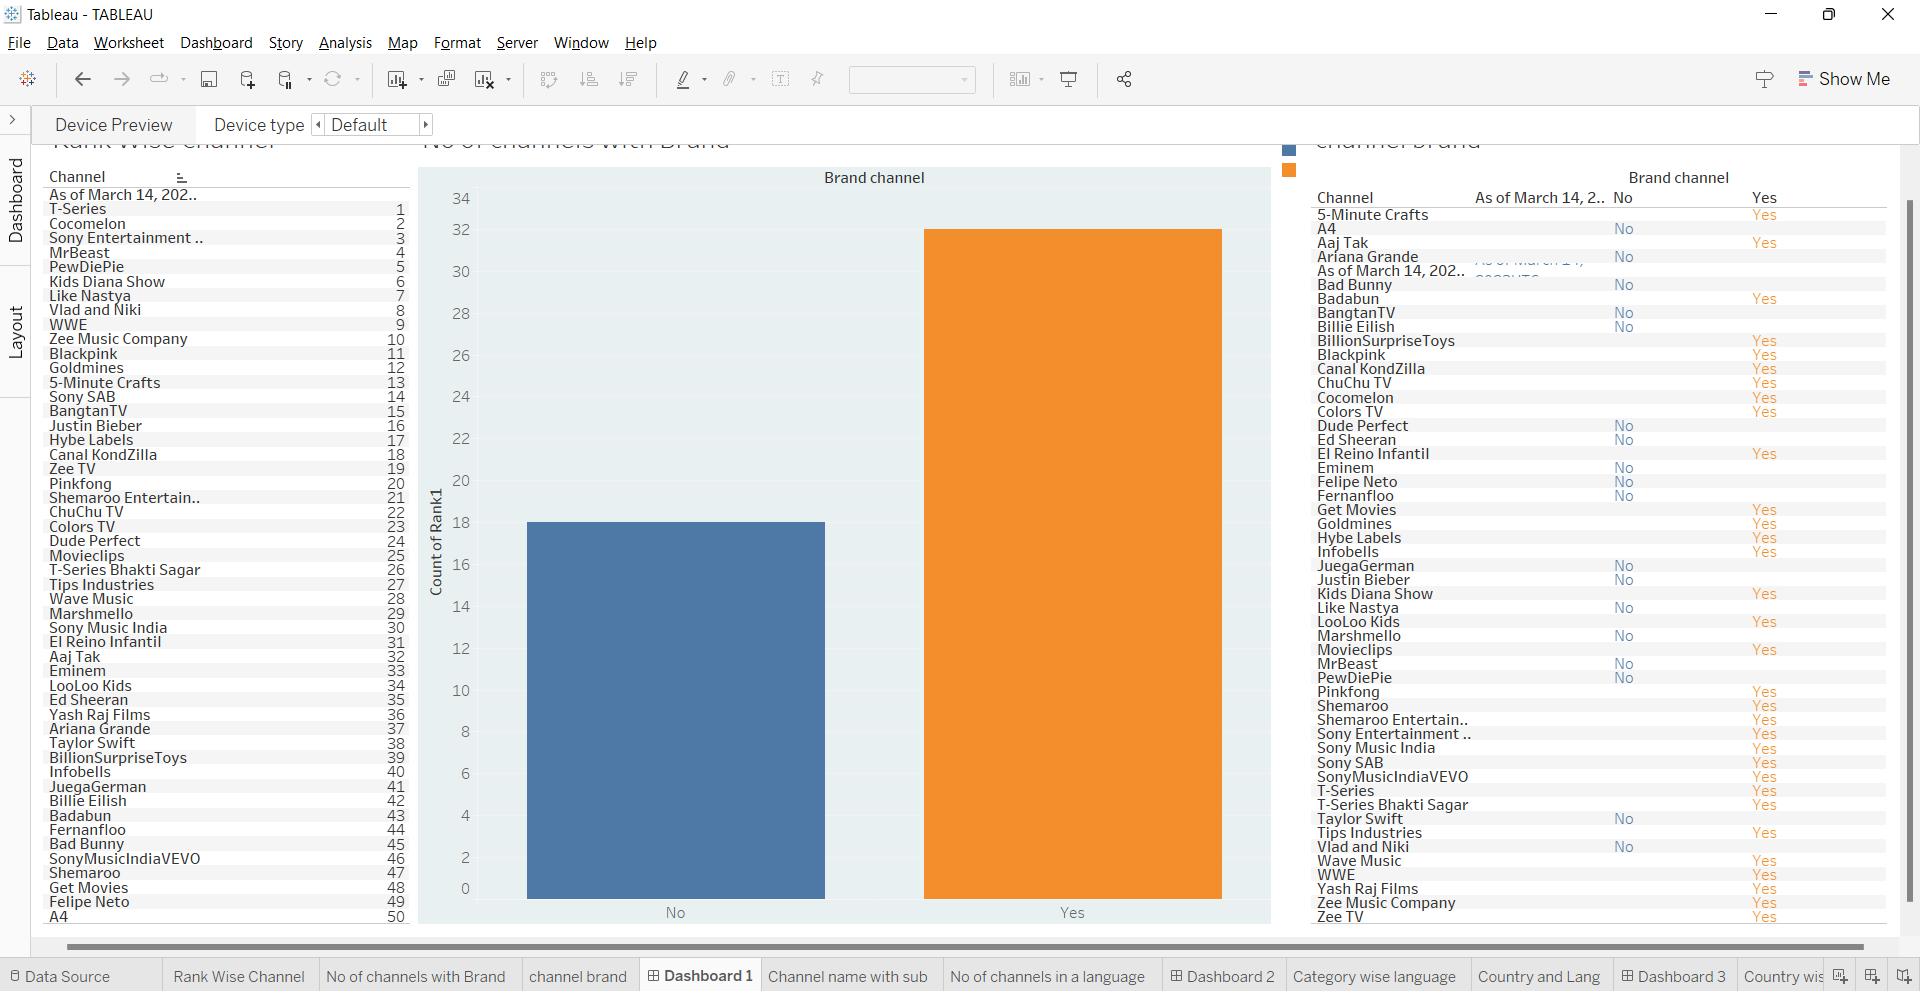 Tableau - TABLEAU
File Data Worksheet Dashboard Story Analysis Map Format Server Window Help
Show Me
Device Preview Device type Default
Dashboard
Layout
Rank Wise Channel
Channel
As of March 14, 202..
T-Series 1
Cocomelon 2
Sony Entertainment .. 3
MrBeast 4
PewDiePie 5
Kids Diana Show 6
Like Nastya 7
Vlad and Niki 8
WWE 9
Zee Music Company 10
Blackpink 11
Goldmines 12
5-Minute Crafts 13
Sony SAB 14
BangtanTV 15
Justin Bieber 16
Hybe Labels 17
Canal KondZilla 18
Zee TV 19
Pinkfong 20
Shemaroo Entertain.. 21
ChuChu TV 22
Colors TV 23
Dude Perfect 24
Movieclips 25
T-Series Bhakti Sagar 26
Tips Industries 27
Wave Music 28
Marshmello 29
Sony Music India 30
El Reino Infantil 31
Aaj Tak 32
Eminem 33
LooLoo Kids 34
Ed Sheeran 35
Yash Raj Films 36
Ariana Grande 37
Taylor Swift 38
BillionSurpriseToys 39
Infobells 40
JuegaGerman 41
Billie Eilish 42
Badabun 43
Fernanfloo 44
Bad Bunny 45
SonyMusicIndiaVEVO 46
Shemaroo 47
Get Movies 48
Felipe Neto 49
A4 50
No of channels with Brand
Brand channel
34
32
30
28
26
24
22
20
18
16
14
12
10
8
6
4
2
0
Count of Rank1
No Yes
channel brand
Brand channel
Channel As of March 14, 2.. No Yes
5-Minute Crafts Yes
A4 No
Aaj Tak Yes
Ariana Grande No
As of March 14, 202.. As of March 14,
Bad Bunny No
Badabun Yes
BangtanTV No
Billie Eilish No
BillionSurpriseToys Yes
Blackpink Yes
Canal KondZilla Yes
ChuChu TV Yes
Cocomelon Yes
Colors TV Yes
Dude Perfect No
Ed Sheeran No
El Reino Infantil Yes
Eminem No
Felipe Neto No
Fernanfloo No
Get Movies Yes
Goldmines Yes
Hybe Labels Yes
Infobells Yes
JuegaGerman No
Justin Bieber No
Kids Diana Show Yes
Like Nastya No
LooLoo Kids Yes
Marshmello No
Movieclips Yes
MrBeast No
PewDiePie No
Pinkfong Yes
Shemaroo Yes
Shemaroo Entertain.. Yes
Sony Entertainment .. Yes
Sony Music India Yes
Sony SAB Yes
SonyMusicIndiaVEVO Yes
T-Series Yes
T-Series Bhakti Sagar Yes
Taylor Swift No
Tips Industries Yes
Vlad and Niki No
Wave Music Yes
WWE Yes
Yash Raj Films Yes
Zee Music Company Yes
Zee TV Yes
Data Source Rank Wise Channel No of channels with Brand channel brand Dashboard 1 Channel name with sub No of channels in a language Dashboard 2 Category wise language Country and Lang Dashboard 3 Country wis